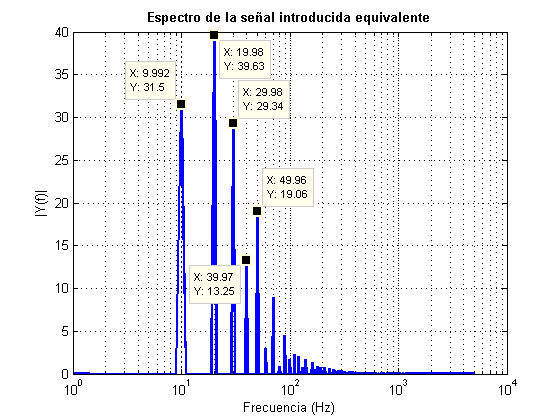 Espectro de la señal introducida equivalente
X: 19.98
Y: 39.63
X: 9.992
Y: 31.5
X: 29.98
Y: 29.34
X: 49.96
Y: 19.06
X: 39.97
Y: 13.25
|Y(f)|
40
35
30
25
20
15
10
5
0
10^0
10^1
10^2
10^3
10^4
Frecuencia (Hz)